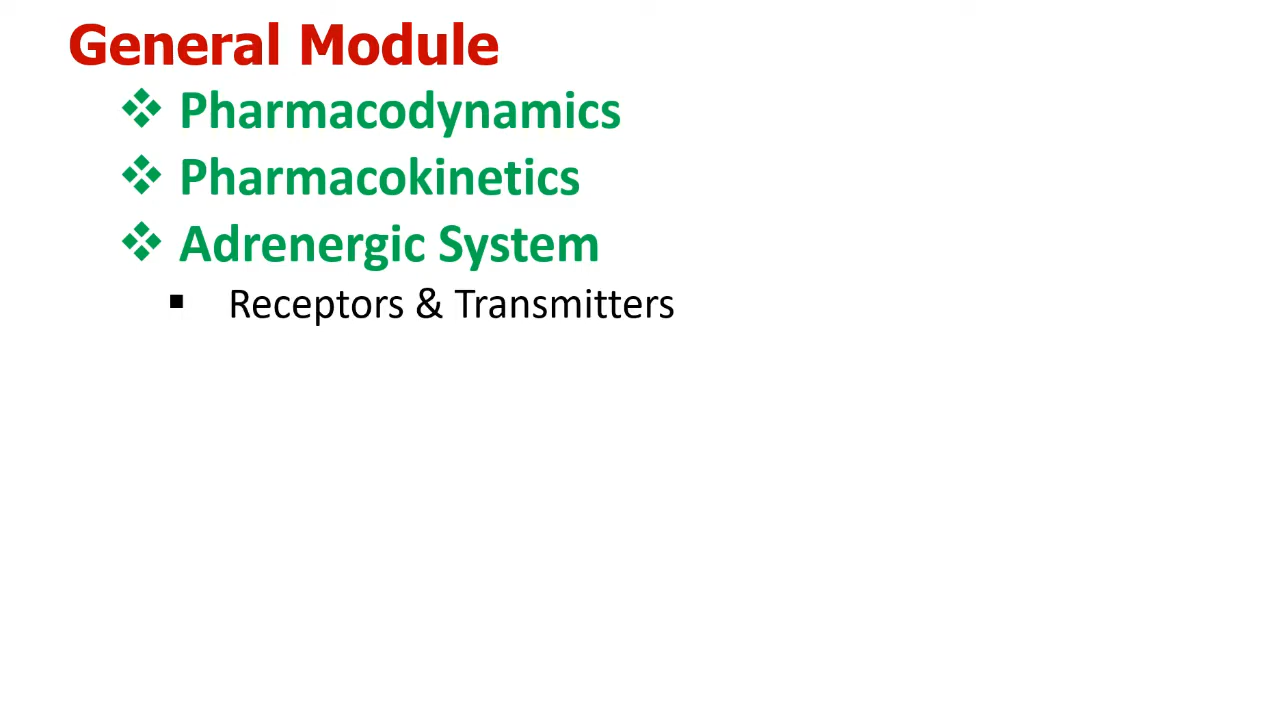 General Module
❖ Pharmacodynamics
❖ Pharmacokinetics
❖ Adrenergic System
▪ Receptors & Transmitters